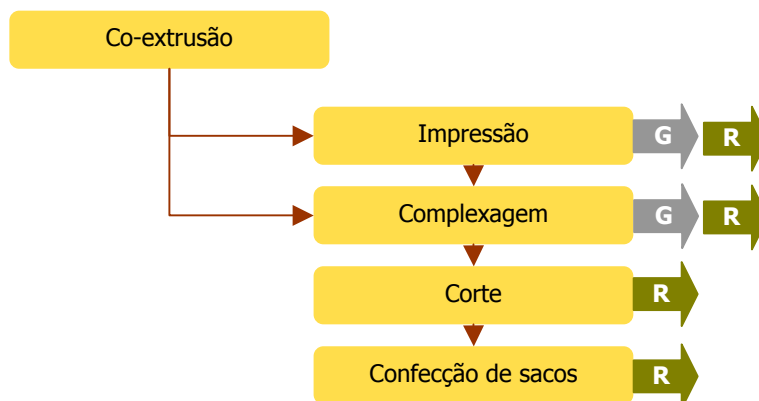 Co-extrusão
Impressão G R
Complexagem G R
Corte R
Confecção de sacos R